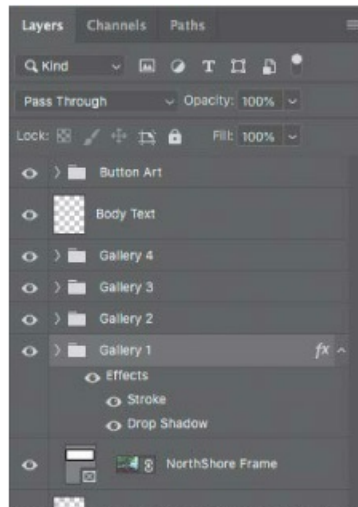 Layers Channels Paths
Kind
Pass Through Opacity: 100%
Lock: Fill: 100%
Button Art
Body Text
Gallery 4
Gallery 3
Gallery 2
Gallery 1 fx
Effects
Stroke
Drop Shadow
NorthShore Frame